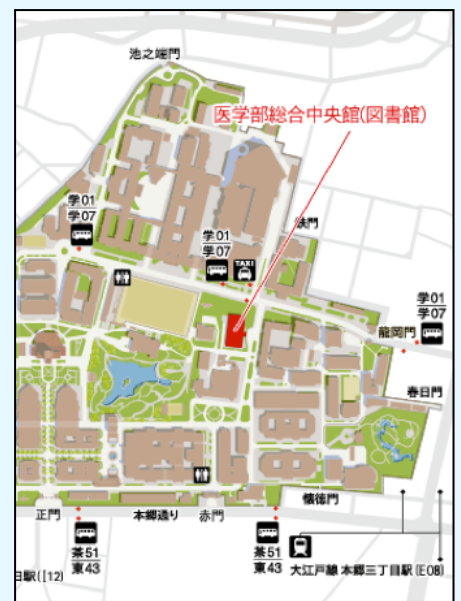 池之端門
医学部総合中央館(図書館)
鉄門
学01
学07
学01
学07
TAXI
学01
学07
龍岡門
春日門
懐徳門
正門
本郷通り
赤門
茶51
東43
茶51
東43
大江戸線 本郷三丁目駅 (E08)
日駅([12)